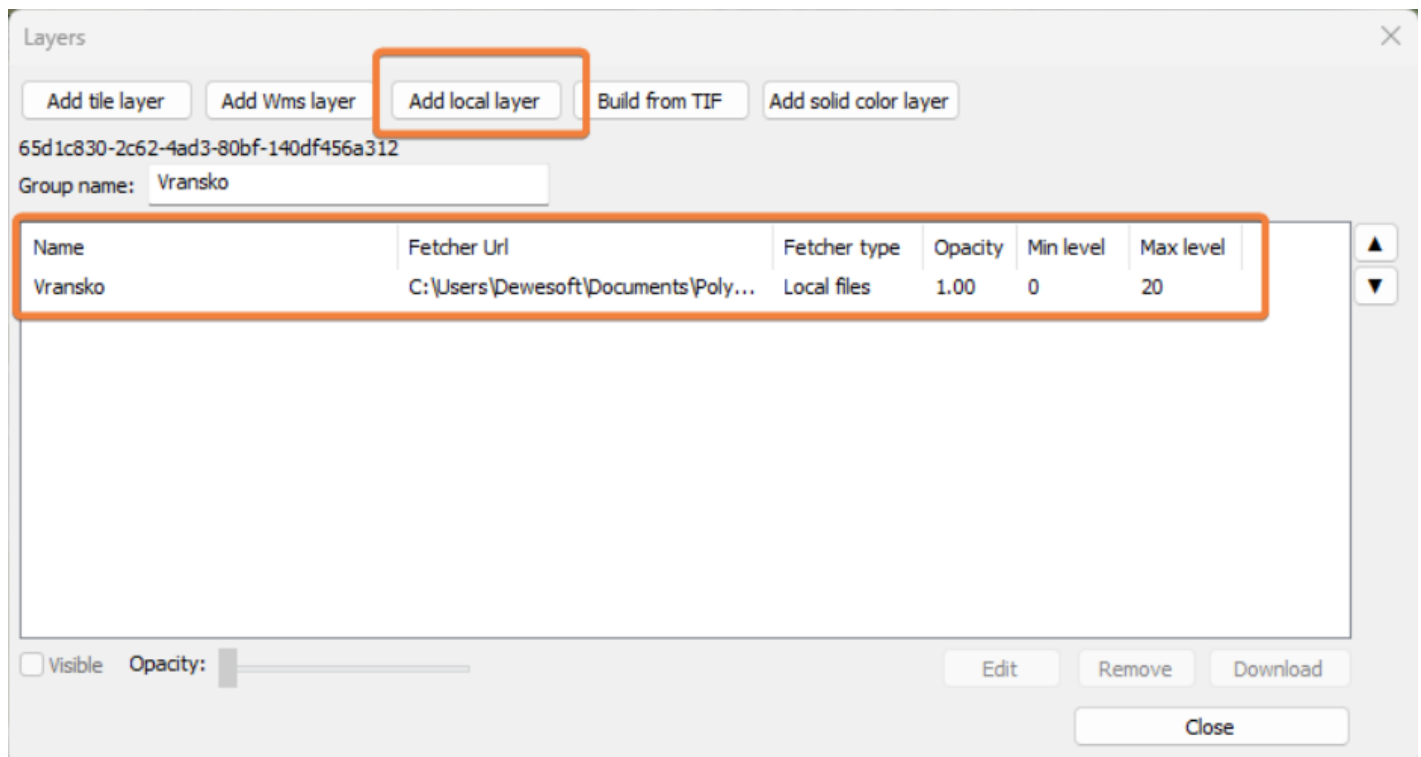 Layers
Add tile layer Add Wms layer Add local layer Build from TIF Add solid color layer
65d1c830-2c62-4ad3-80bf-140df456a312
Group name: Vransko
Name Fetcher Url Fetcher type Opacity Min level Max level
Vransko C:\Users\Dewesoft\Documents\Poly... Local files 1.00 0 20
Visible Opacity: Edit Remove Download
Close